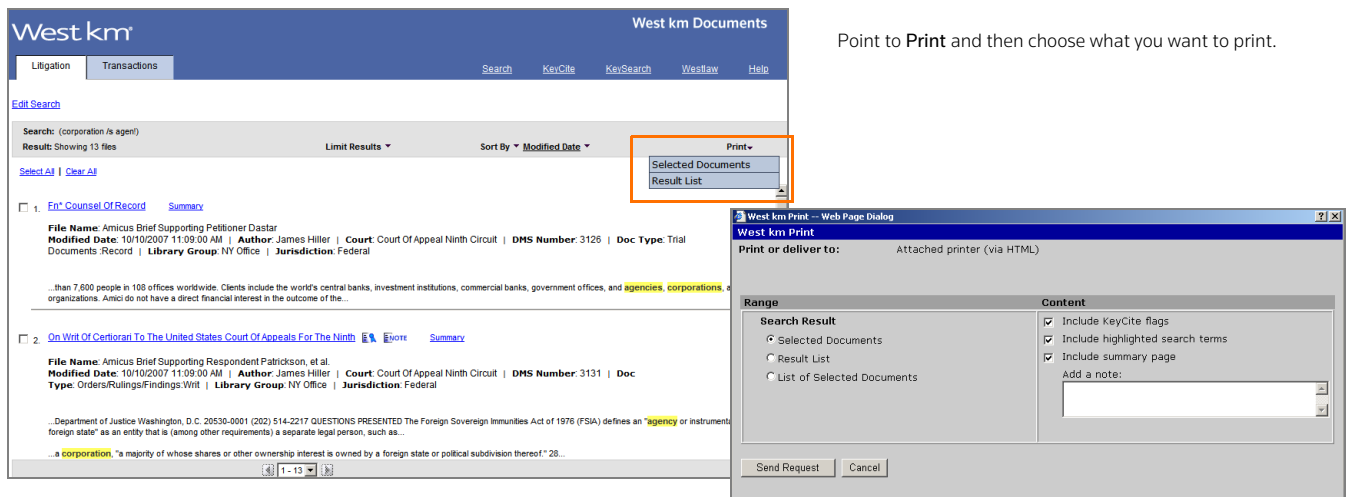 West km
West km Documents
Litigation Transactions Search KeyCite KeySearch Westlaw Help
Edit Search
Search: (corporation /s agen!)
Result: Showing 13 files Limit Results Sort By Modified Date Print
Selected Documents
Result List
Select All | Clear All
1. Fn* Counsel Of Record Summary
File Name: Amicus Brief Supporting Petitioner Dastar
Modified Date: 10/10/2007 11:09:00 AM | Author: James Hiller | Court: Court Of Appeal Ninth Circuit | DMS Number: 3126 | Doc Type: Trial
Documents :Record | Library Group: NY Office | Jurisdiction: Federal
...than 7,600 people in 108 offices worldwide. Clients include the world's central banks, investment institutions, commercial banks, government offices, and agencies, corporations, a
organizations. Amici do not have a direct financial interest in the outcome of the...
2. On Writ Of Certiorari To The United States Court Of Appeals For The Ninth NOTE Summary
File Name: Amicus Brief Supporting Respondent Patrickson, et al.
Modified Date: 10/10/2007 11:09:00 AM | Author: James Hiller | Court: Court Of Appeal Ninth Circuit | DMS Number: 3131 | Doc
Type: Orders/Rulings/Findings:Writ | Library Group: NY Office | Jurisdiction: Federal
...Department of Justice Washington, D.C. 20530-0001 (202) 514-2217 QUESTIONS PRESENTED The Foreign Sovereign Immunities Act of 1976 (FSIA) defines an "agency or instrumenta
foreign state" as an entity that is (among other requirements) a separate legal person, such as...
...a corporation, "a majority of whose shares or other ownership interest is owned by a foreign state or political subdivision thereof." 28...
1 - 13
Point to Print and then choose what you want to print.
West km Print -- Web Page Dialog
West km Print
Print or deliver to: Attached printer (via HTML)
Range Content
Search Result
Selected Documents
Result List
List of Selected Documents
Include KeyCite flags
Include highlighted search terms
Include summary page
Add a note:
Send Request Cancel